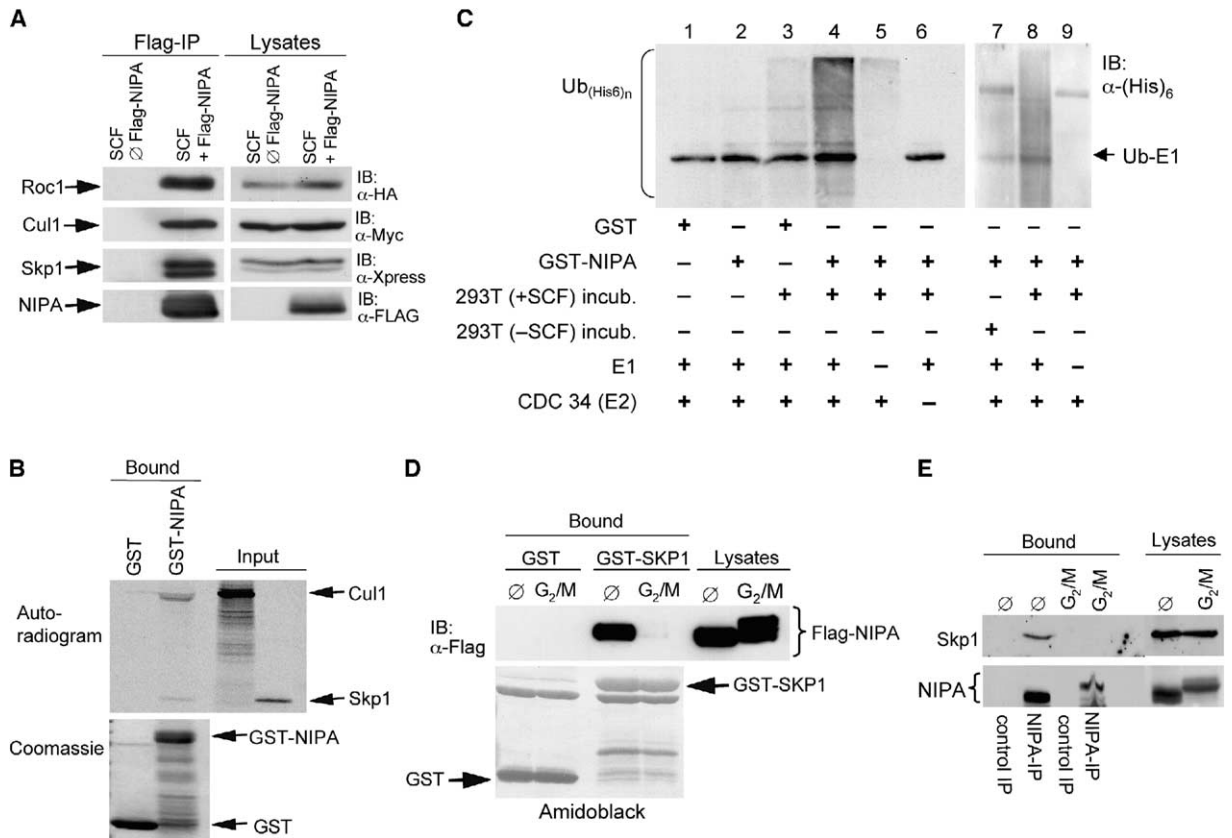 A
Flag-IP
Lysates
SCF
∅ Flag-NIPA
SCF
+ Flag-NIPA
SCF
∅ Flag-NIPA
SCF
+ Flag-NIPA
Roc1
IB:
α-HA
Cul1
IB:
α-Myc
Skp1
IB:
α-Xpress
NIPA
IB:
α-FLAG
C
1 2 3 4 5 6 7 8 9
Ub(His6)n
IB:
α-(His)6
Ub-E1
GST + – + – – – – – –
GST-NIPA – + – + + + + + +
293T (+SCF) incub. – – + + + + – + +
293T (–SCF) incub. – – – – – – + – –
E1 + + + + – + + + –
CDC 34 (E2) + + + + + – + + +
B
Bound
GST
GST-NIPA
Input
Auto-
radiogram
Cul1
Skp1
Coomassie
GST-NIPA
GST
D
Bound
GST
GST-SKP1
Lysates
∅ G2/M ∅ G2/M ∅ G2/M
IB:
α-Flag
Flag-NIPA
GST-SKP1
GST
Amidoblack
E
Bound
Lysates
∅
∅
G2/M
G2/M
∅
G2/M
Skp1
NIPA
control IP
NIPA-IP
control IP
NIPA-IP